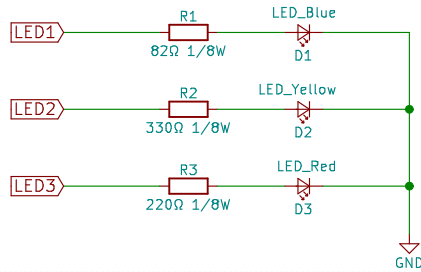 LED1
R1
82Ω 1/8W
LED_Blue
D1
LED2
R2
330Ω 1/8W
LED_Yellow
D2
LED3
R3
220Ω 1/8W
LED_Red
D3
GND